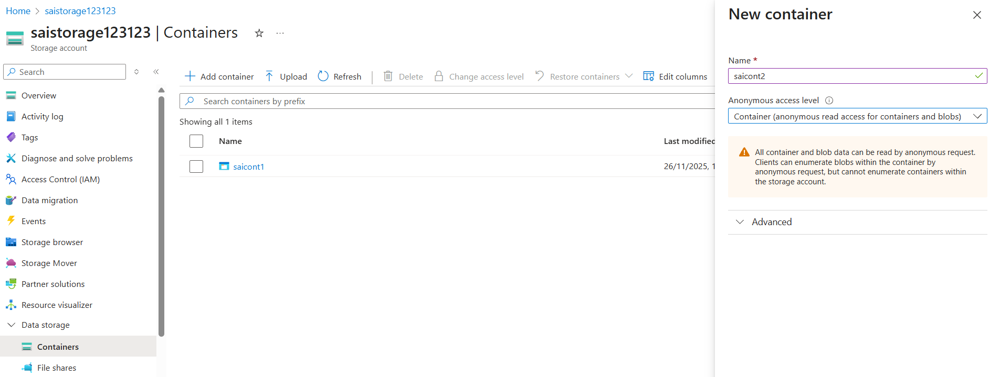 Home > saistorage123123
saistorage123123 | Containers
Storage account
Search
Overview
Activity log
Tags
Diagnose and solve problems
Access Control (IAM)
Data migration
Events
Storage browser
Storage Mover
Partner solutions
Resource visualizer
Data storage
Containers
File shares
Add container Upload Refresh Delete Change access level Restore containers Edit columns
Search containers by prefix
Showing all 1 items
Name Last modified
saicont1 26/11/2025, 1
New container
Name *
saicont2
Anonymous access level
Container (anonymous read access for containers and blobs)
All container and blob data can be read by anonymous request.
Clients can enumerate blobs within the container by
anonymous request, but cannot enumerate containers within
the storage account.
Advanced